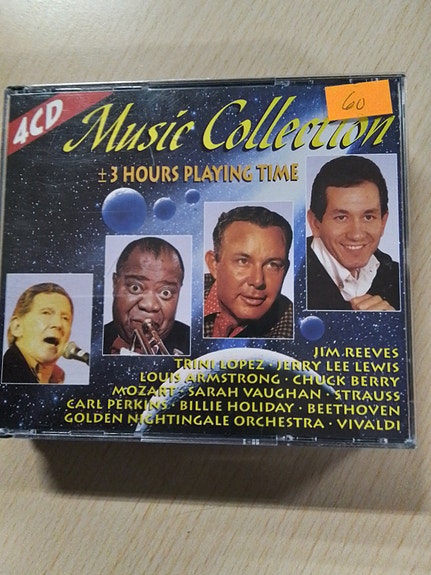 4CD
Music Collection
60
±3 HOURS PLAYING TIME
JIM REEVES
TRINI LOPEZ · JERRY LEE LEWIS
LOUIS ARMSTRONG · CHUCK BERRY
MOZART · SARAH VAUGHAN · STRAUSS
CARL PERKINS · BILLIE HOLIDAY · BEETHOVEN
GOLDEN NIGHTINGALE ORCHESTRA · VIVALDI